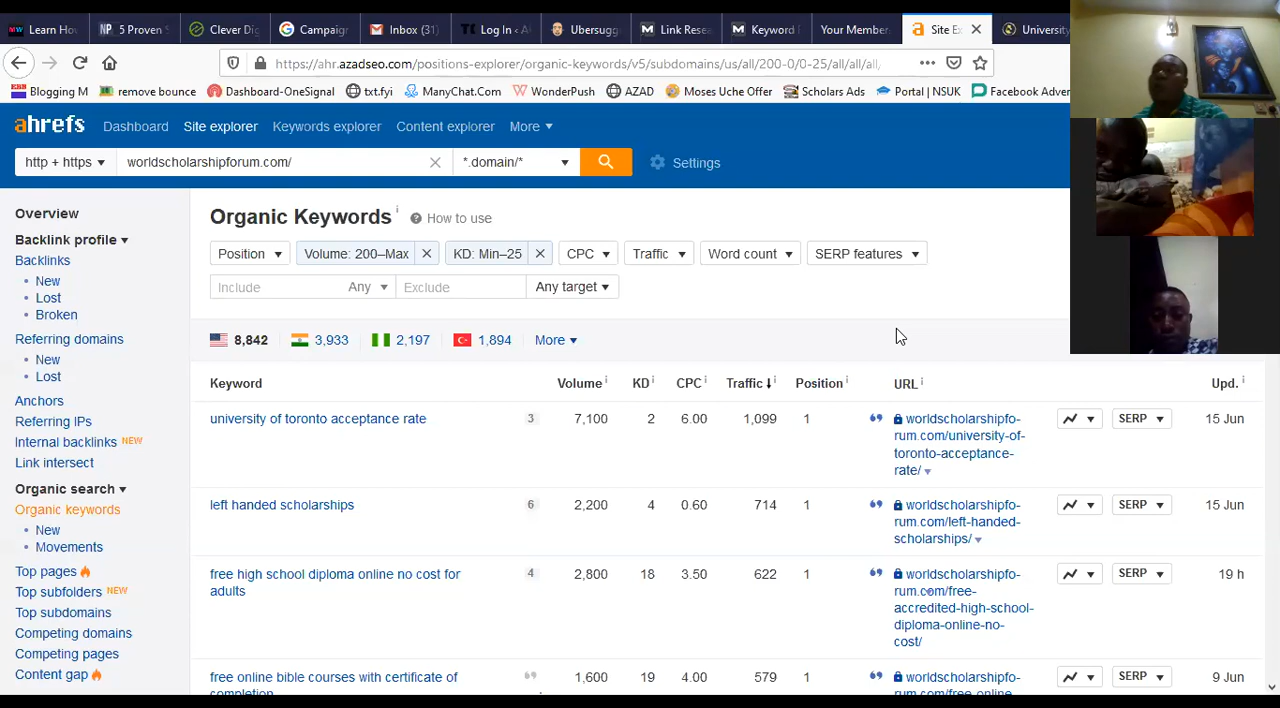 Learn Ho
5 Proven S
Clever Dig
Campaig
Inbox (31)
Log In ‹ A
Ubersugg
Link Rese
Keyword
Your Membe
Site Ex
University
https://ahr.azadseo.com/positions-explorer/organic-keywords/v5/subdomains/us/all/200-0/0-25/all/all/all/
Blogging M
remove bounce
Dashboard-OneSignal
txt.fyi
ManyChat.Com
WonderPush
AZAD
Moses Uche Offer
Scholars Ads
Portal | NSUK
Facebook Adver
ahrefs Dashboard Site explorer Keywords explorer Content explorer More
http + https worldscholarshipforum.com/ *.domain/* Settings
Overview
Backlink profile
Backlinks
New
Lost
Broken
Referring domains
New
Lost
Anchors
Referring IPs
Internal backlinks NEW
Link intersect
Organic search
Organic keywords
New
Movements
Top pages
Top subfolders NEW
Top subdomains
Competing domains
Competing pages
Content gap
Organic Keywords i How to use
Position Volume: 200–Max KD: Min–25 CPC Traffic Word count SERP features
Include Any Exclude Any target
8,842 3,933 2,197 1,894 More
Keyword Volume i KD i CPC i Traffic i Position i URL i Upd. i
university of toronto acceptance rate 3 7,100 2 6.00 1,099 1 worldscholarshipfo- SERP 15 Jun
rum.com/university-of-
toronto-acceptance-
rate/
left handed scholarships 6 2,200 4 0.60 714 1 worldscholarshipfo- SERP 15 Jun
rum.com/left-handed-
scholarships/
free high school diploma online no cost for 4 2,800 18 3.50 622 1 worldscholarshipfo- SERP 19 h
adults rum.com/free-
accredited-high-school-
diploma-online-no-
cost/
free online bible courses with certificate of 1,600 19 4.00 579 1 worldscholarshipfo- SERP 9 Jun
completion rum.com/free-online